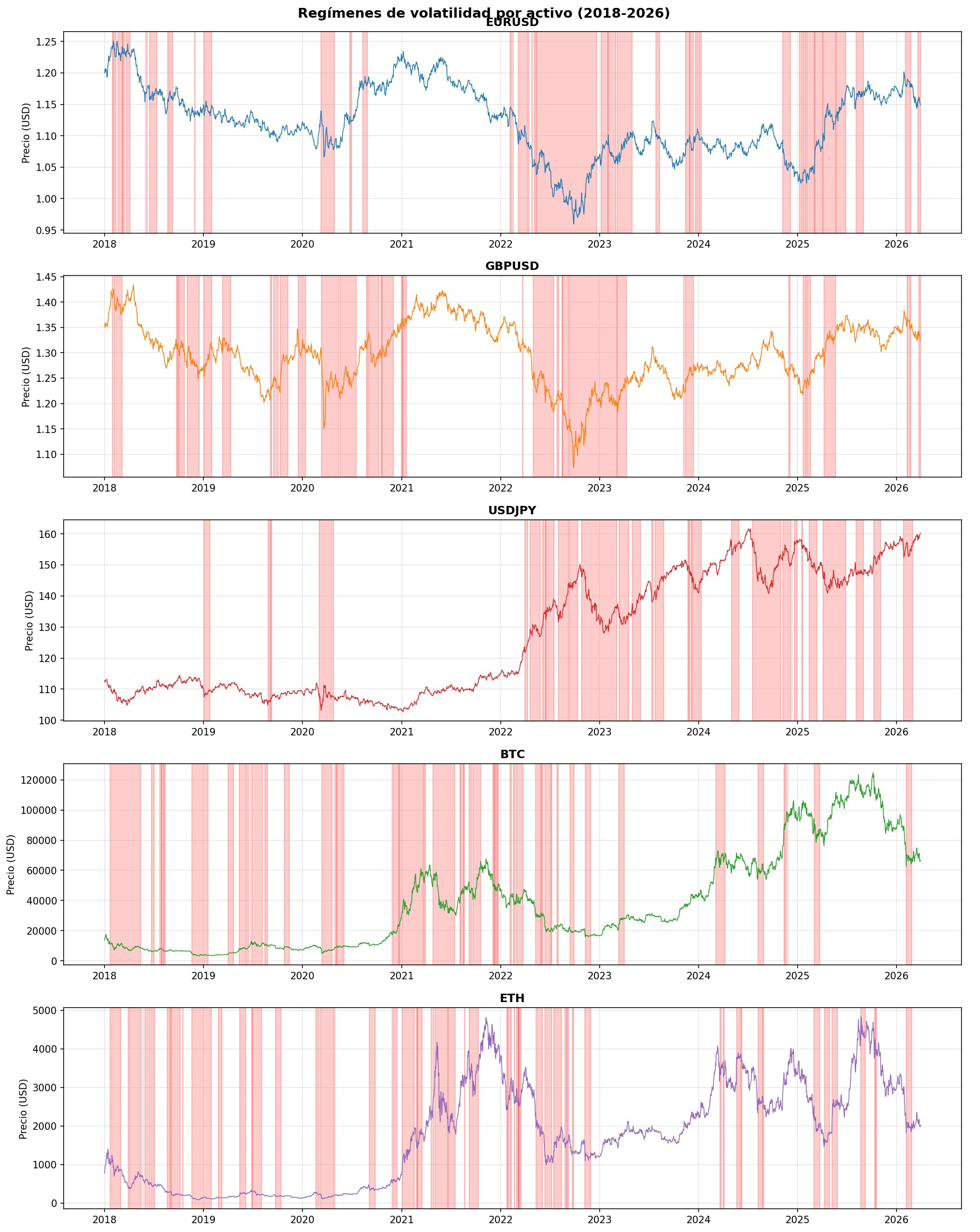 Regímenes de volatilidad por activo (2018-2026)
EURUSD
Precio (USD)
1.25
1.20
1.15
1.10
1.05
1.00
0.95
2018 2019 2020 2021 2022 2023 2024 2025 2026
GBPUSD
Precio (USD)
1.45
1.40
1.35
1.30
1.25
1.20
1.15
1.10
2018 2019 2020 2021 2022 2023 2024 2025 2026
USDJPY
Precio (USD)
160
150
140
130
120
110
100
2018 2019 2020 2021 2022 2023 2024 2025 2026
BTC
Precio (USD)
120000
100000
80000
60000
40000
20000
0
2018 2019 2020 2021 2022 2023 2024 2025 2026
ETH
Precio (USD)
5000
4000
3000
2000
1000
0
2018 2019 2020 2021 2022 2023 2024 2025 2026